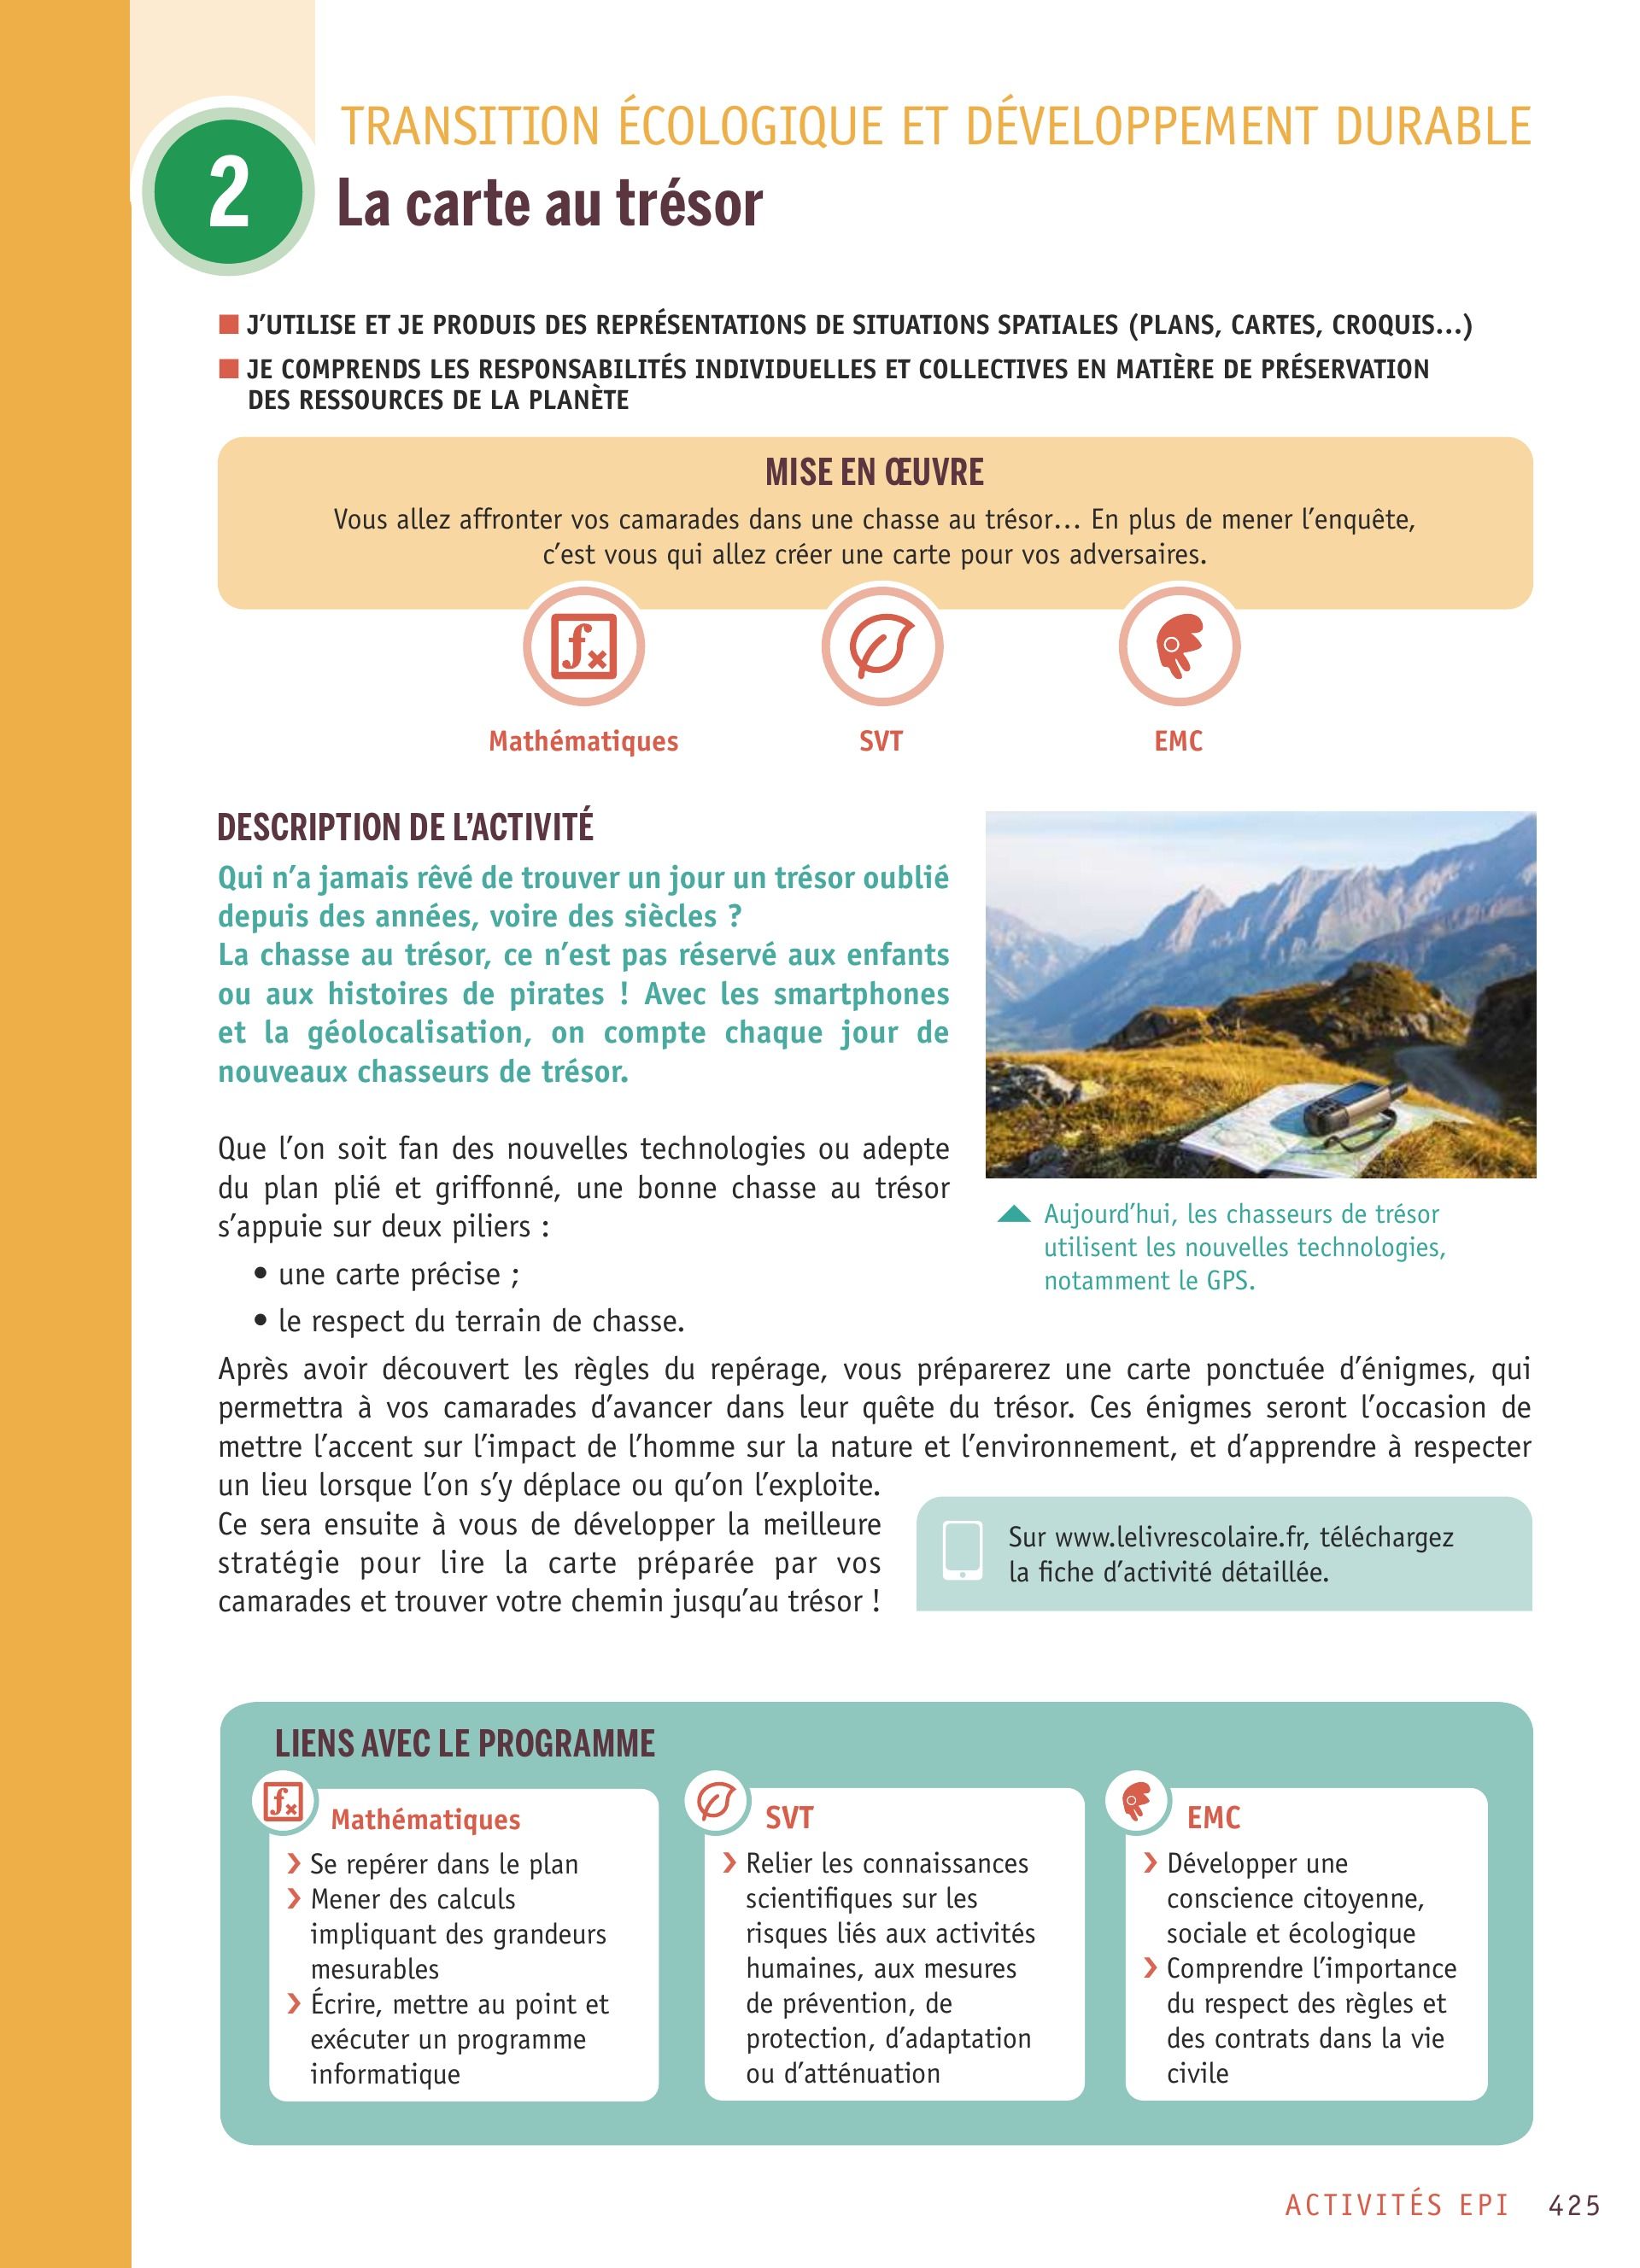 2
TRANSITION ÉCOLOGIQUE ET DÉVELOPPEMENT DURABLE
La carte au trésor
J'UTILISE ET JE PRODUIS DES REPRÉSENTATIONS DE SITUATIONS SPATIALES (PLANS, CARTES, CROQUIS…)
JE COMPRENDS LES RESPONSABILITÉS INDIVIDUELLES ET COLLECTIVES EN MATIÈRE DE PRÉSERVATION
DES RESSOURCES DE LA PLANÈTE
MISE EN ŒUVRE
Vous allez affronter vos camarades dans une chasse au trésor… En plus de mener l'enquête,
c'est vous qui allez créer une carte pour vos adversaires.
Mathématiques
SVT
EMC
DESCRIPTION DE L'ACTIVITÉ
Qui n'a jamais rêvé de trouver un jour un trésor oublié
depuis des années, voire des siècles ?
La chasse au trésor, ce n'est pas réservé aux enfants
ou aux histoires de pirates ! Avec les smartphones
et la géolocalisation, on compte chaque jour de
nouveaux chasseurs de trésor.
Que l'on soit fan des nouvelles technologies ou adepte
du plan plié et griffonné, une bonne chasse au trésor
s'appuie sur deux piliers :
• une carte précise ;
• le respect du terrain de chasse.
Aujourd'hui, les chasseurs de trésor
utilisent les nouvelles technologies,
notamment le GPS.
Après avoir découvert les règles du repérage, vous préparerez une carte ponctuée d'énigmes, qui
permettra à vos camarades d'avancer dans leur quête du trésor. Ces énigmes seront l'occasion de
mettre l'accent sur l'impact de l'homme sur la nature et l'environnement, et d'apprendre à respecter
un lieu lorsque l'on s'y déplace ou qu'on l'exploite.
Ce sera ensuite à vous de développer la meilleure
stratégie pour lire la carte préparée par vos
camarades et trouver votre chemin jusqu'au trésor !
Sur www.lelivrescolaire.fr, téléchargez
la fiche d'activité détaillée.
LIENS AVEC LE PROGRAMME
Mathématiques
❯ Se repérer dans le plan
❯ Mener des calculs
impliquant des grandeurs
mesurables
❯ Écrire, mettre au point et
exécuter un programme
informatique
SVT
❯ Relier les connaissances
scientifiques sur les
risques liés aux activités
humaines, aux mesures
de prévention, de
protection, d'adaptation
ou d'atténuation
EMC
❯ Développer une
conscience citoyenne,
sociale et écologique
❯ Comprendre l'importance
du respect des règles et
des contrats dans la vie
civile
ACTIVITÉS EPI 425